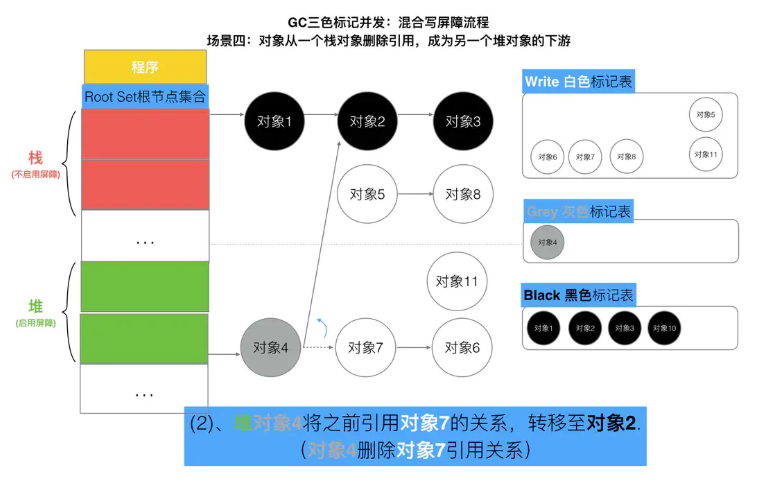 GC三色标记并发：混合写屏障流程
场景四：对象从一个栈对象删除引用，成为另一个堆对象的下游
程序
Root Set根节点集合
栈
(不启用屏障)
...
堆
(启用屏障)
...
对象1
对象2
对象3
对象5
对象8
对象11
对象4
对象7
对象6
Write 白色标记表
对象5
对象6
对象7
对象8
对象11
Grey 灰色标记表
对象4
Black 黑色标记表
对象1
对象2
对象3
对象10
(2)、堆对象4将之前引用对象7的关系，转移至对象2.
（对象4删除对象7引用关系）